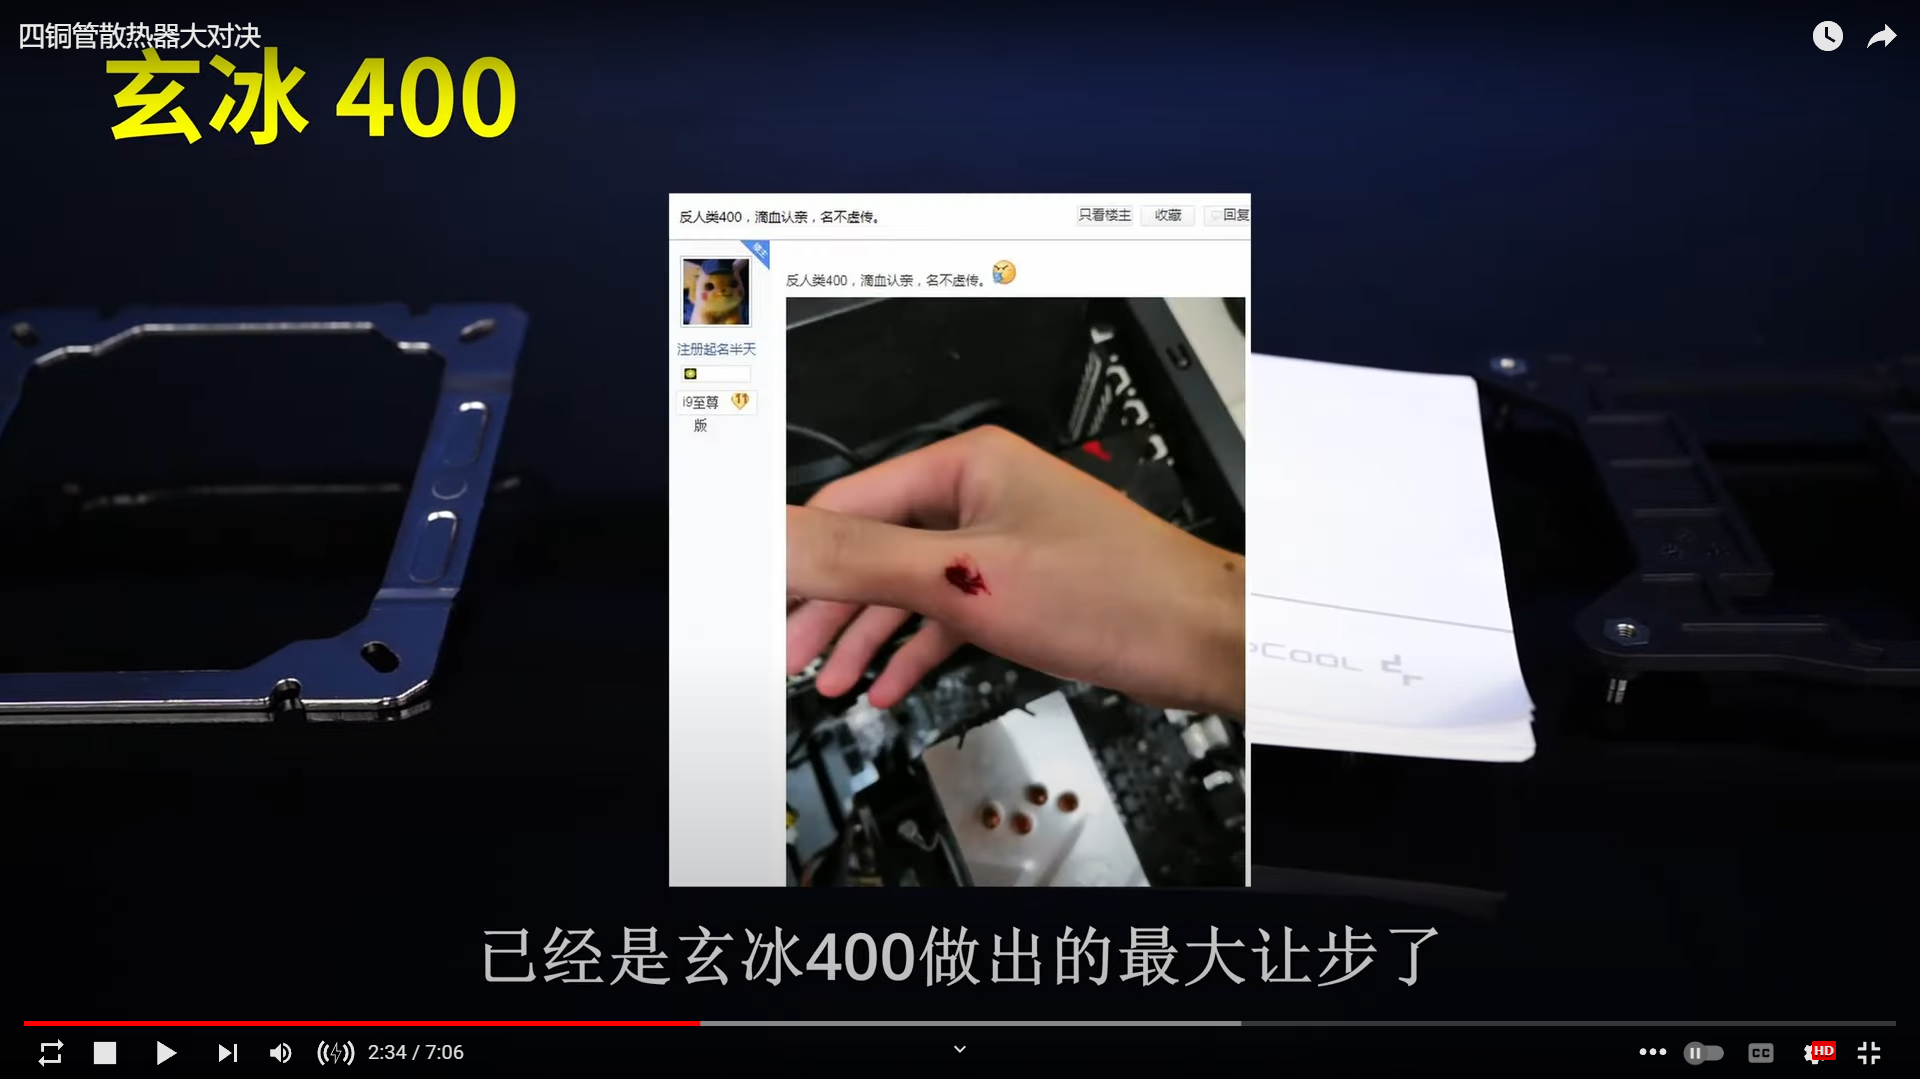 四铜管散热器大对决
玄冰 400
反人类400，滴血认亲，名不虚传。
只看楼主
收藏
回复
楼主
反人类400，滴血认亲，名不虚传。
注册起名半天
i9至尊
版
11
已经是玄冰400做出的最大让步了
2:34 / 7:06
CC
HD